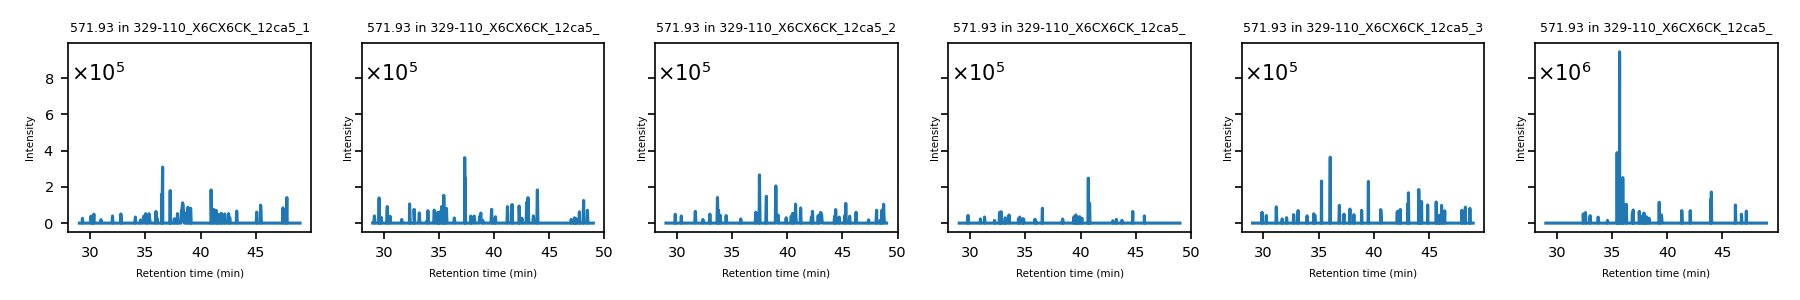 571.93 in 329-110_X6CX6CK_12ca5_1
571.93 in 329-110_X6CX6CK_12ca5_
571.93 in 329-110_X6CX6CK_12ca5_2
571.93 in 329-110_X6CX6CK_12ca5_
571.93 in 329-110_X6CX6CK_12ca5_3
571.93 in 329-110_X6CX6CK_12ca5_
×10⁵
×10⁵
×10⁵
×10⁵
×10⁵
×10⁶
8
6
4
2
0
Intensity
Intensity
Intensity
Intensity
Intensity
Intensity
30 35 40 45
30 35 40 45 50
30 35 40 45 50
30 35 40 45 50
30 35 40 45
30 35 40 45
Retention time (min)
Retention time (min)
Retention time (min)
Retention time (min)
Retention time (min)
Retention time (min)